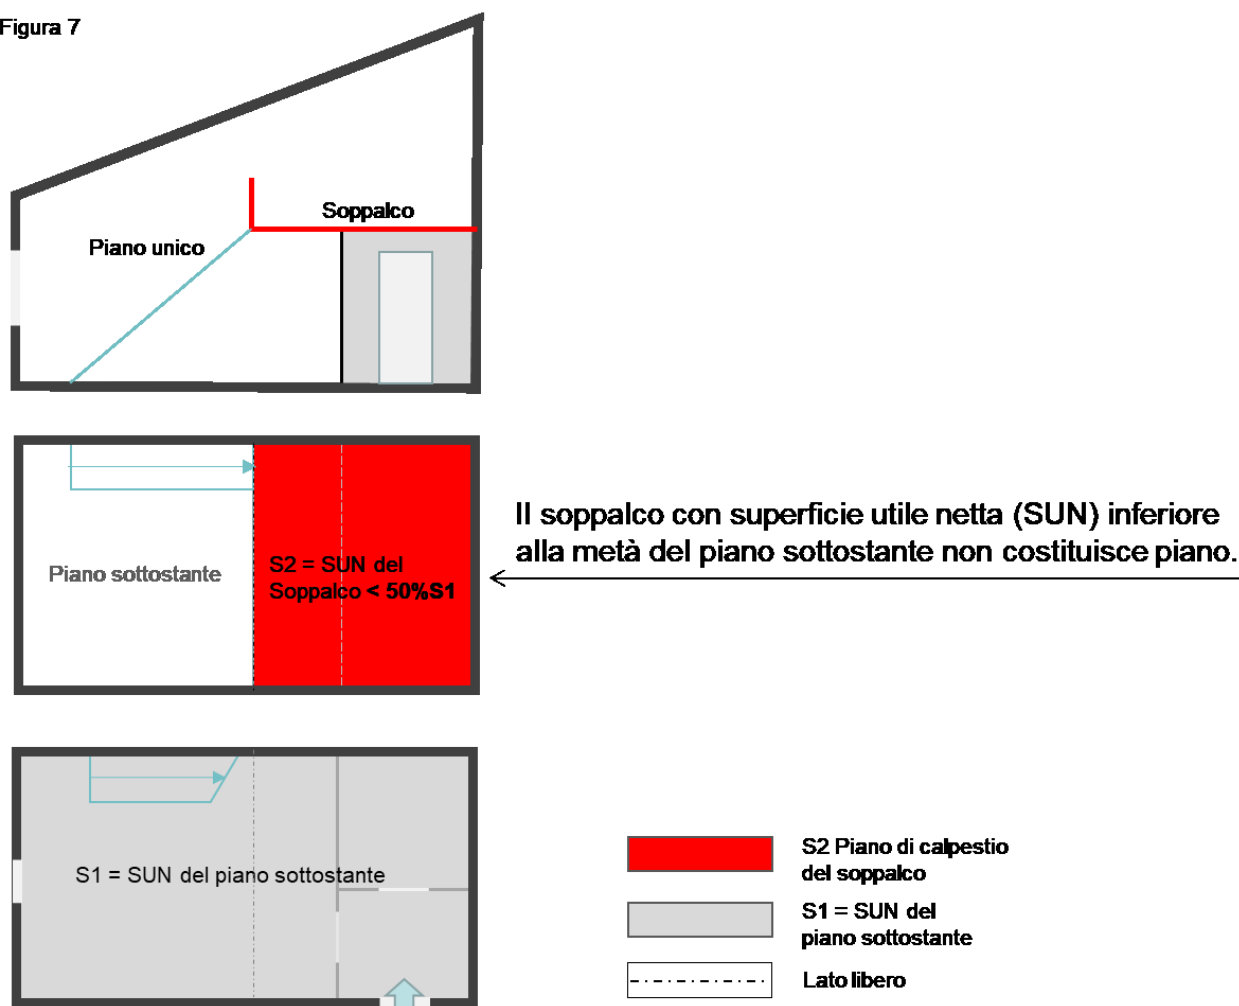 Figura 7
Soppalco
Piano unico
Il soppalco con superficie utile netta (SUN) inferiore
alla metà del piano sottostante non costituisce piano.
Piano sottostante
S2 = SUN del
Soppalco < 50%S1
S1 = SUN del piano sottostante
S2 Piano di calpestio
del soppalco
S1 = SUN del
piano sottostante
Lato libero